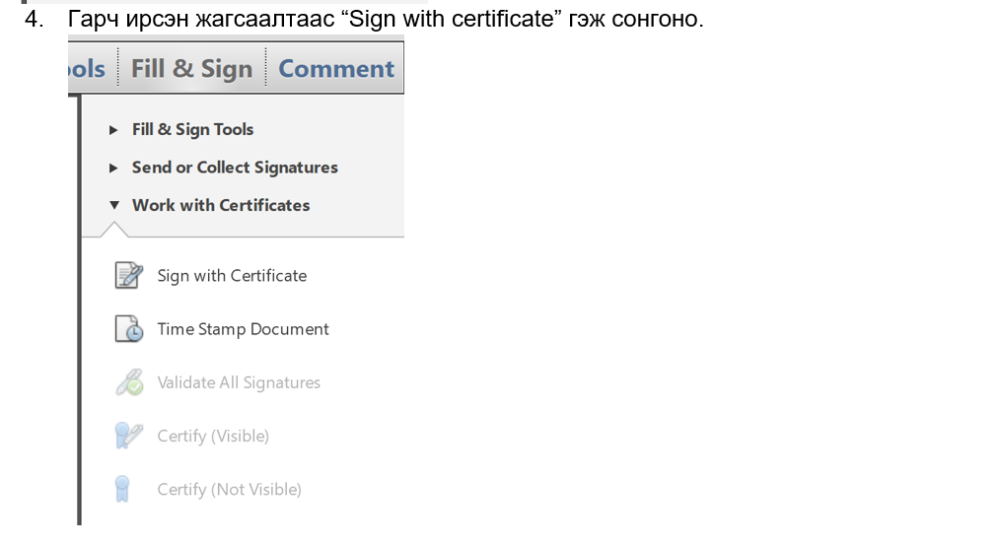 4. Гарч ирсэн жагсаалтаас “Sign with certificate” гэж сонгоно.
ols Fill & Sign Comment
Fill & Sign Tools
Send or Collect Signatures
Work with Certificates
Sign with Certificate
Time Stamp Document
Validate All Signatures
Certify (Visible)
Certify (Not Visible)